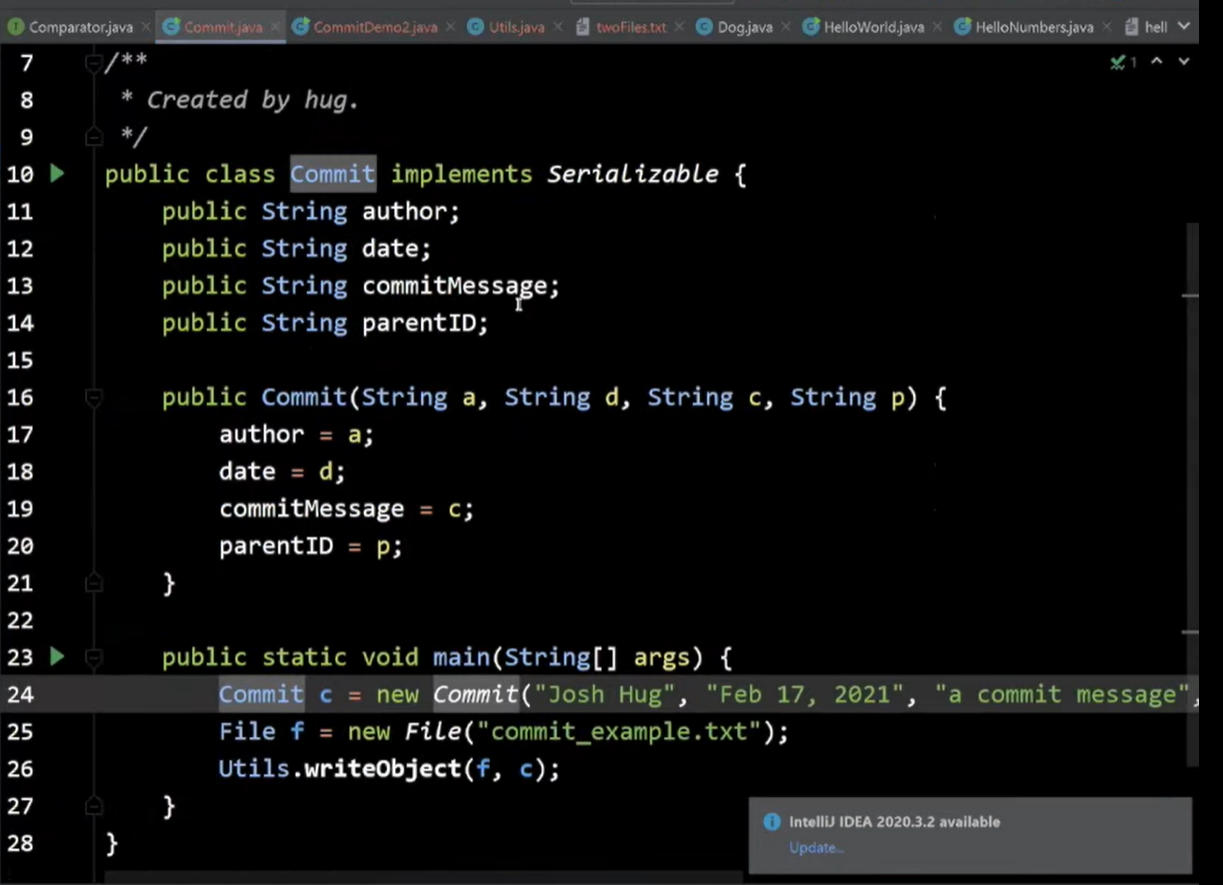 Comparator.java Commit.java CommitDemo2.java Utils.java twoFiles.txt Dog.java HelloWorld.java HelloNumbers.java hell
7 /**
1
8 * Created by hug.
9 */
10 public class Commit implements Serializable {
11 public String author;
12 public String date;
13 public String commitMessage;
14 public String parentID;
15
16 public Commit(String a, String d, String c, String p) {
17 author = a;
18 date = d;
19 commitMessage = c;
20 parentID = p;
21 }
22
23 public static void main(String[] args) {
24 Commit c = new Commit("Josh Hug", "Feb 17, 2021", "a commit message",
25 File f = new File("commit_example.txt");
26 Utils.writeObject(f, c);
27 }
28 }
IntelliJ IDEA 2020.3.2 available
Update...